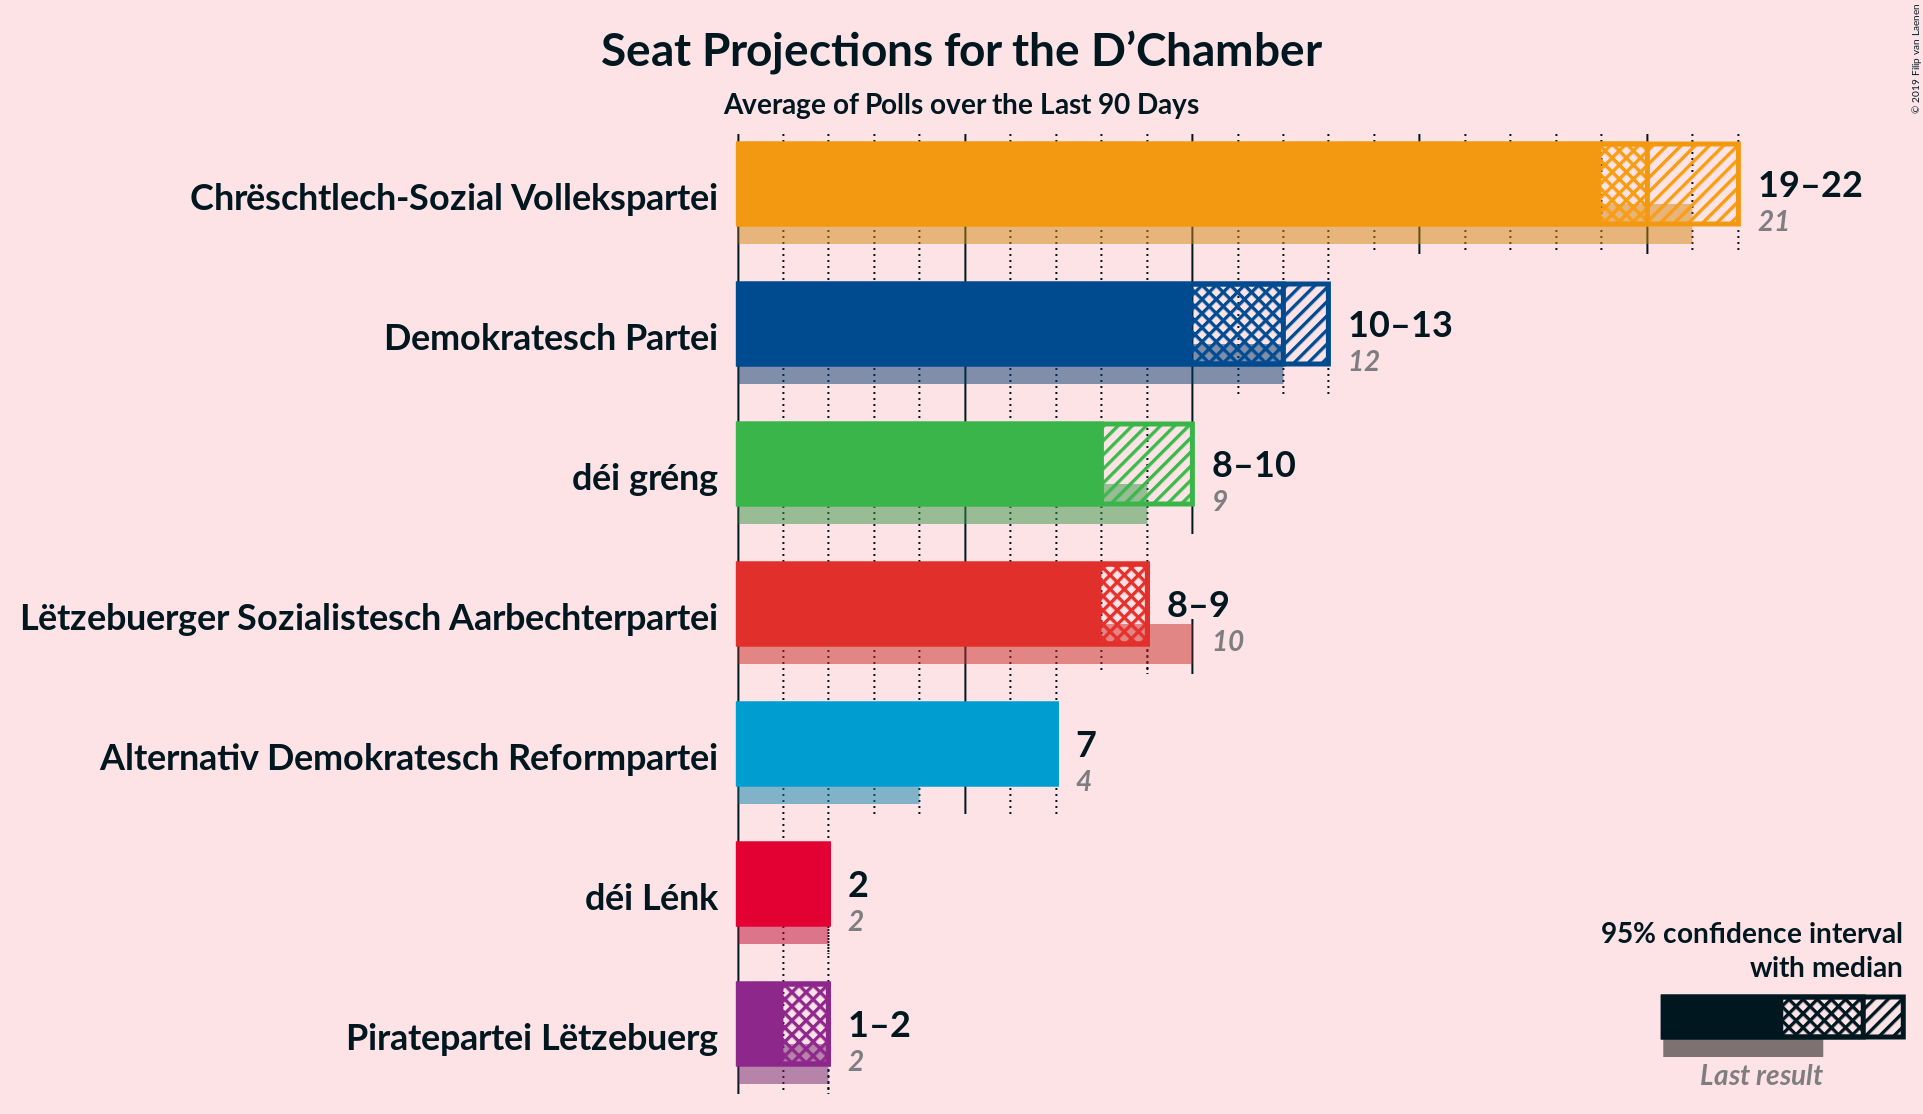 Seat Projections for the D’Chamber
Average of Polls over the Last 90 Days
© 2019 Filip van Laenen
Chrëschtlech-Sozial Vollekspartei
19–22
21
Demokratesch Partei
10–13
12
déi gréng
8–10
9
Lëtzebuerger Sozialistesch Aarbechterpartei
8–9
10
Alternativ Demokratesch Reformpartei
7
4
déi Lénk
2
2
Piratepartei Lëtzebuerg
1–2
2
95% confidence interval
with median
Last result